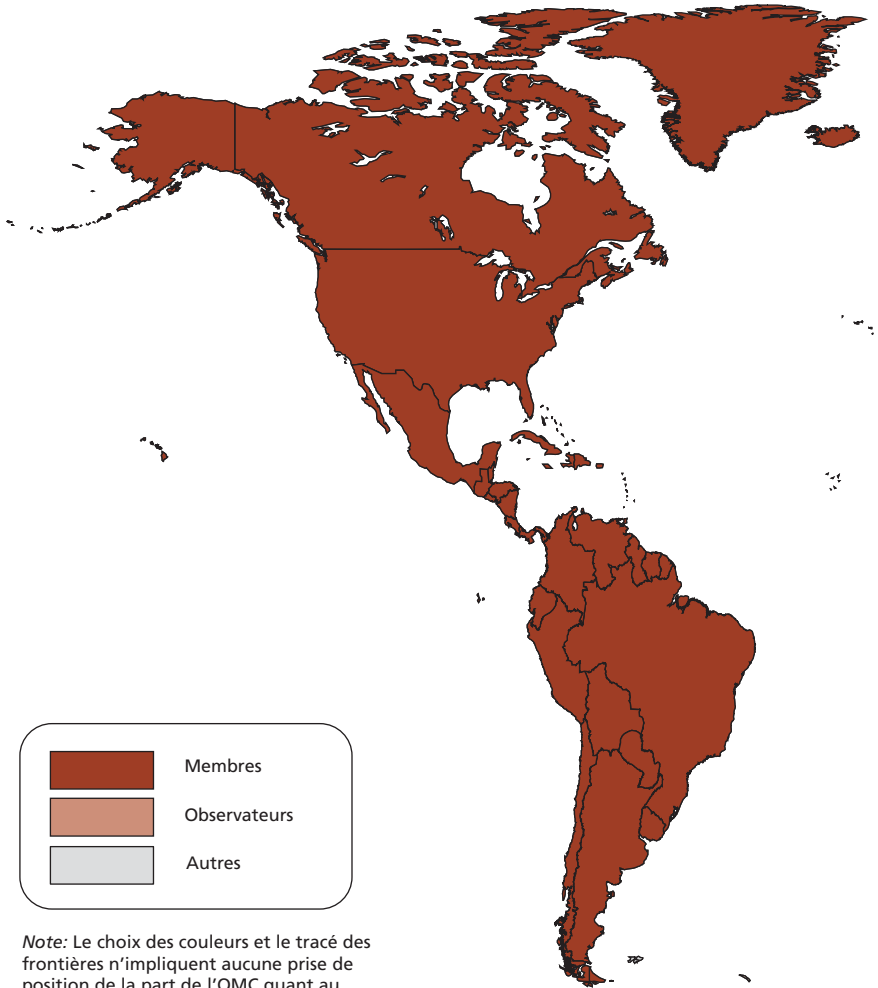 Membres
Observateurs
Autres
Note: Le choix des couleurs et le tracé des
frontières n'impliquent aucune prise de
position de la part de l'OMC quant au